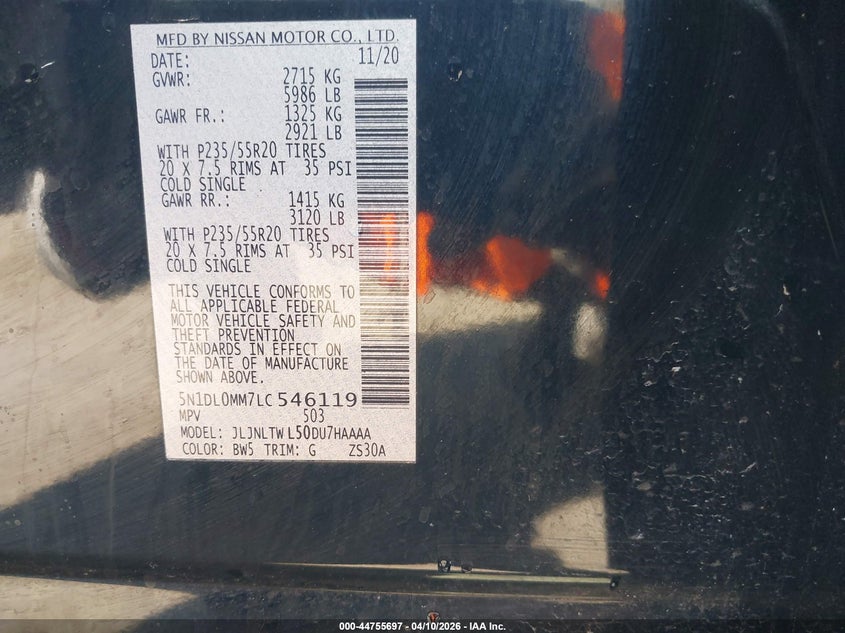 MFD BY NISSAN MOTOR CO., LTD.
DATE: 11/20
GVWR: 2715 KG
5986 LB
GAWR FR.: 1325 KG
2921 LB
WITH P235/55R20 TIRES
20 X 7.5 RIMS AT 35 PSI
COLD SINGLE
GAWR RR.: 1415 KG
3120 LB
WITH P235/55R20 TIRES
20 X 7.5 RIMS AT 35 PSI
COLD SINGLE
THIS VEHICLE CONFORMS TO
ALL APPLICABLE FEDERAL
MOTOR VEHICLE SAFETY AND
THEFT PREVENTION
STANDARDS IN EFFECT ON
THE DATE OF MANUFACTURE
SHOWN ABOVE.
5N1DL0MM7LC 546119
MPV 503
MODEL: JLJNLTW L50DU7HAAAA
COLOR: BW5 TRIM: G ZS30A
000-44755697 - 04/10/2026 - IAA Inc.